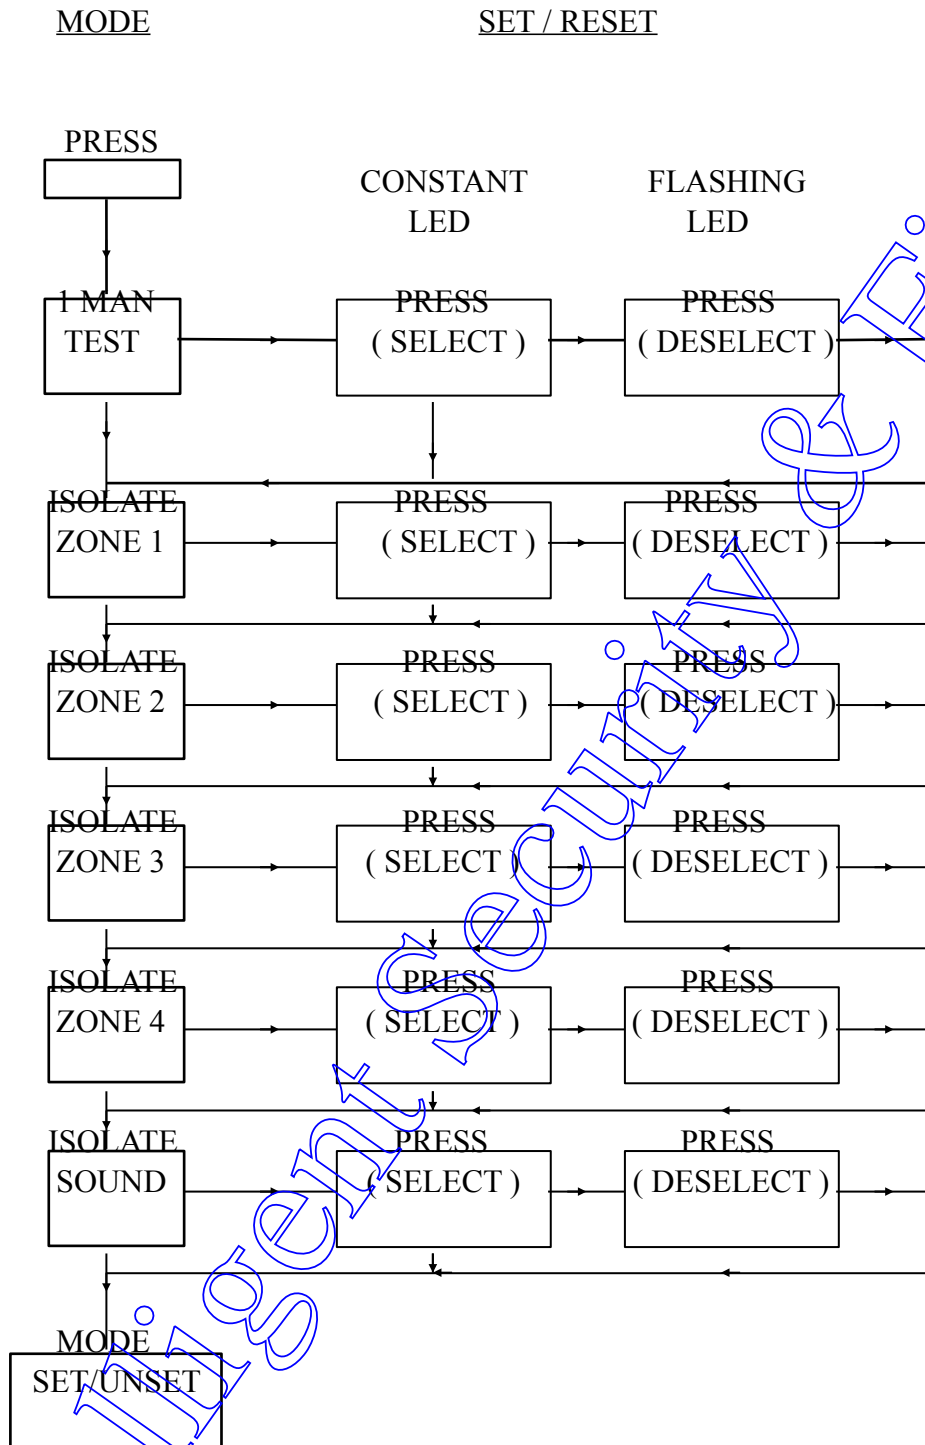 MODE
SET / RESET
PRESS
CONSTANT
LED
FLASHING
LED
1 MAN
TEST
PRESS
( SELECT )
PRESS
( DESELECT )
ISOLATE
ZONE 1
PRESS
( SELECT )
PRESS
( DESELECT )
ISOLATE
ZONE 2
PRESS
( SELECT )
PRESS
( DESELECT )
ISOLATE
ZONE 3
PRESS
( SELECT )
PRESS
( DESELECT )
ISOLATE
ZONE 4
PRESS
( SELECT )
PRESS
( DESELECT )
ISOLATE
SOUND
PRESS
( SELECT )
PRESS
( DESELECT )
MODE
SET/UNSET
Security &